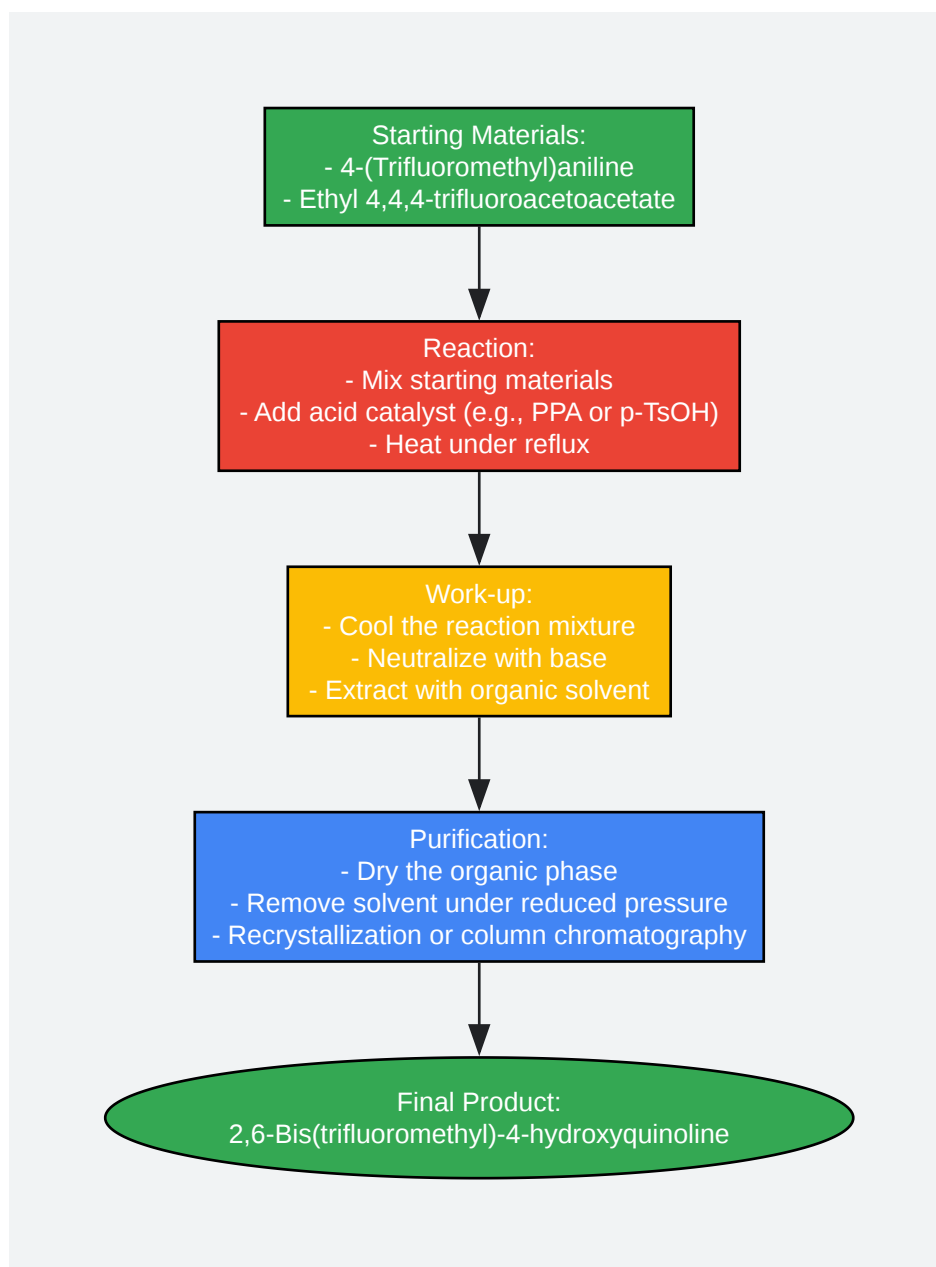 Starting Materials:
- 4-(Trifluoromethyl)aniline
- Ethyl 4,4,4-trifluoroacetoacetate
Reaction:
- Mix starting materials
- Add acid catalyst (e.g., PPA or p-TsOH)
- Heat under reflux
Work-up:
- Cool the reaction mixture
- Neutralize with base
- Extract with organic solvent
Purification:
- Dry the organic phase
- Remove solvent under reduced pressure
- Recrystallization or column chromatography
Final Product:
2,6-Bis(trifluoromethyl)-4-hydroxyquinoline